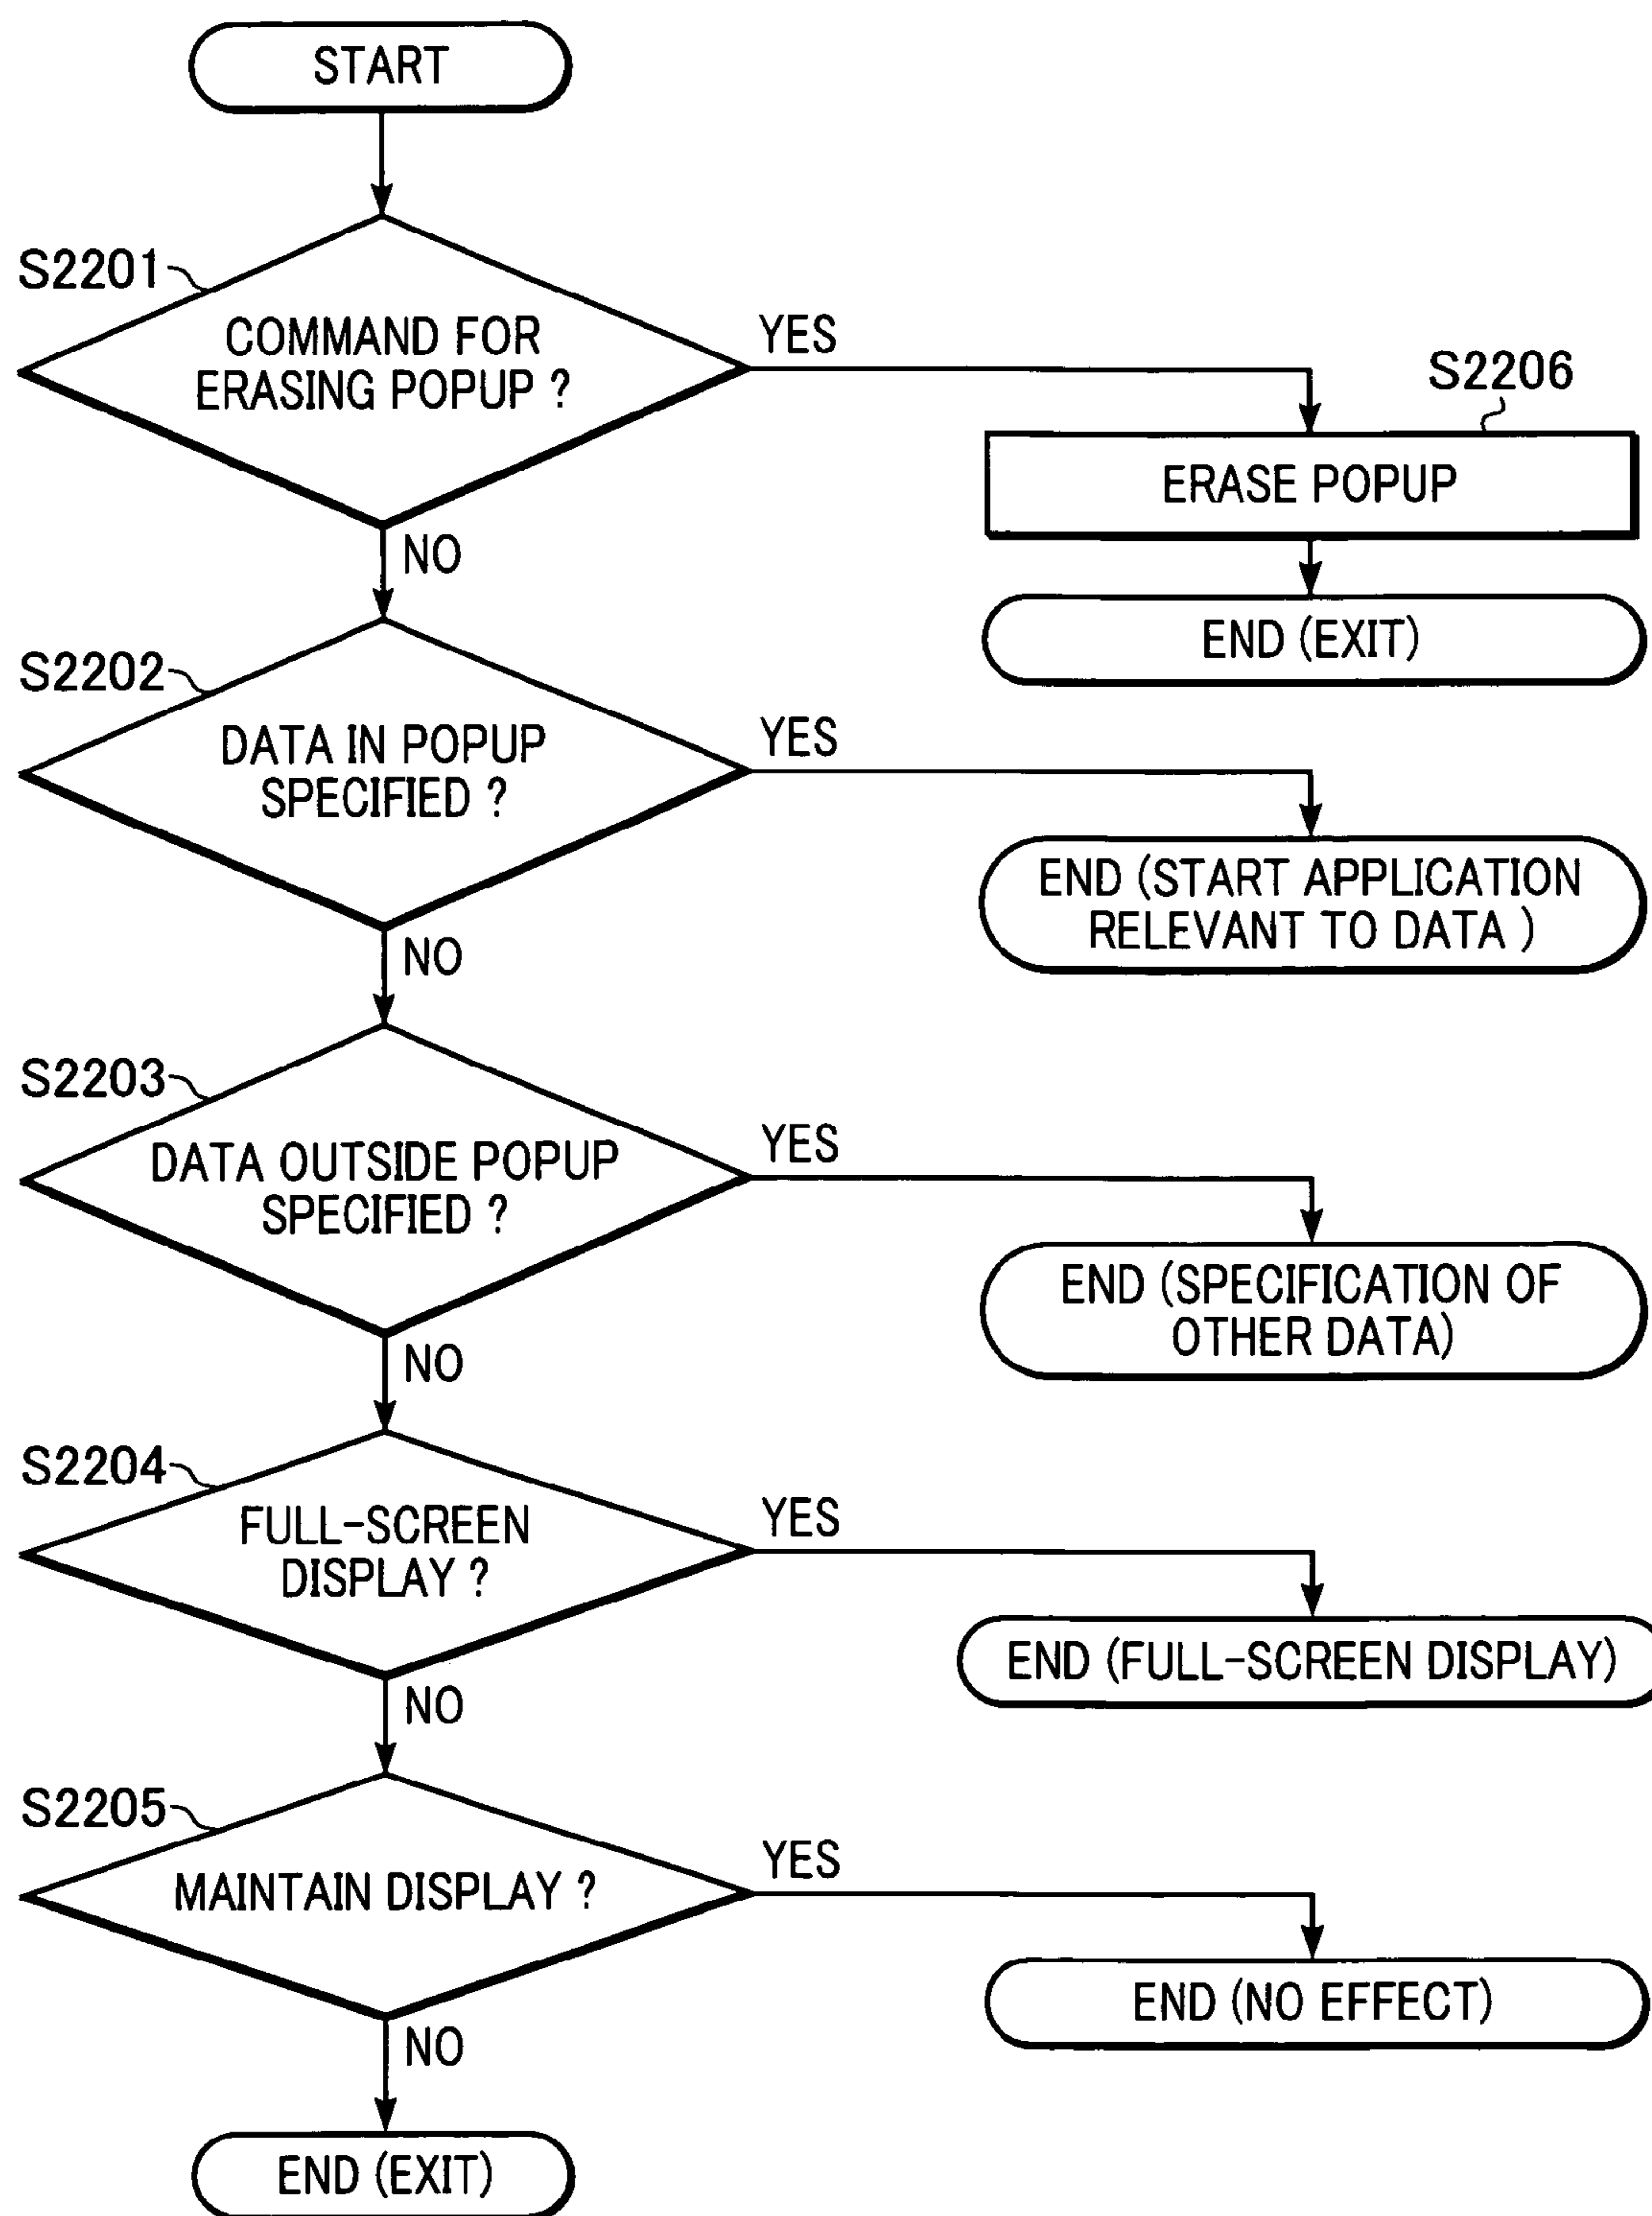 START
S2201
COMMAND FOR
ERASING POPUP ?
YES
S2206
ERASE POPUP
END (EXIT)
NO
S2202
DATA IN POPUP
SPECIFIED ?
YES
END (START APPLICATION
RELEVANT TO DATA )
NO
S2203
DATA OUTSIDE POPUP
SPECIFIED ?
YES
END (SPECIFICATION OF
OTHER DATA)
NO
S2204
FULL-SCREEN
DISPLAY ?
YES
END (FULL-SCREEN DISPLAY)
NO
S2205
MAINTAIN DISPLAY ?
YES
END (NO EFFECT)
NO
END (EXIT)